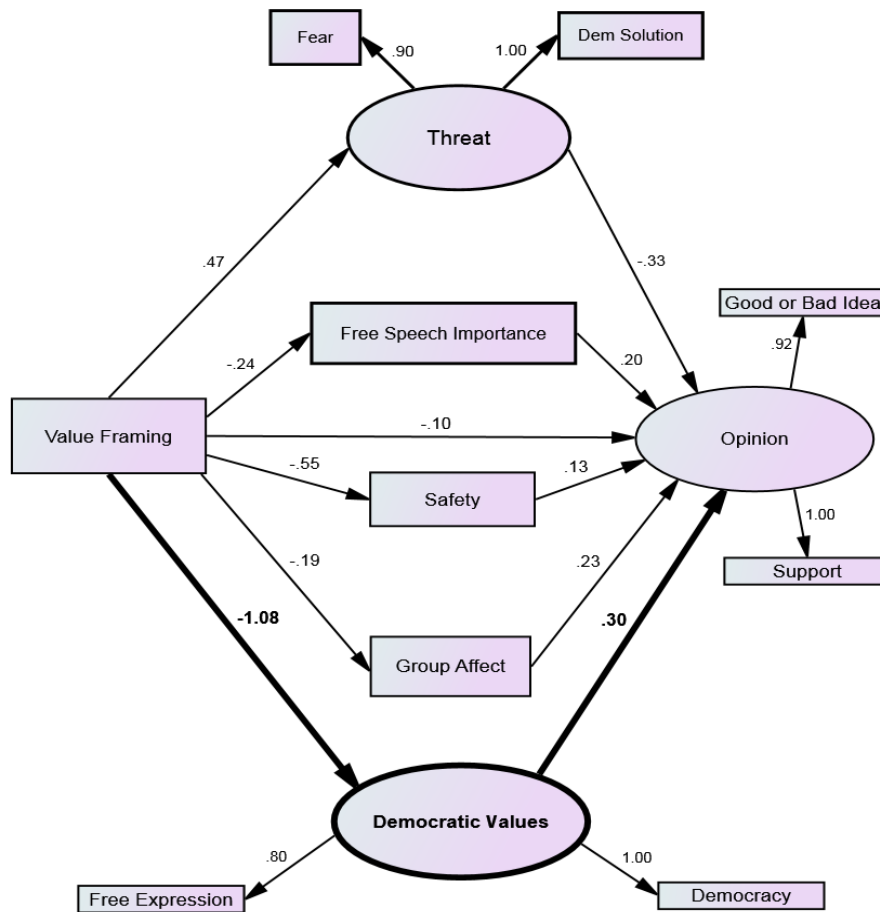 Fear
.90
1.00
Dem Solution
Threat
.47
-.33
Good or Bad Idea
.92
Free Speech Importance
-.24
.20
Value Framing
-.10
Opinion
-.55
.13
Safety
1.00
Support
-.19
.23
-1.08
.30
Group Affect
Democratic Values
.80
1.00
Free Expression
Democracy